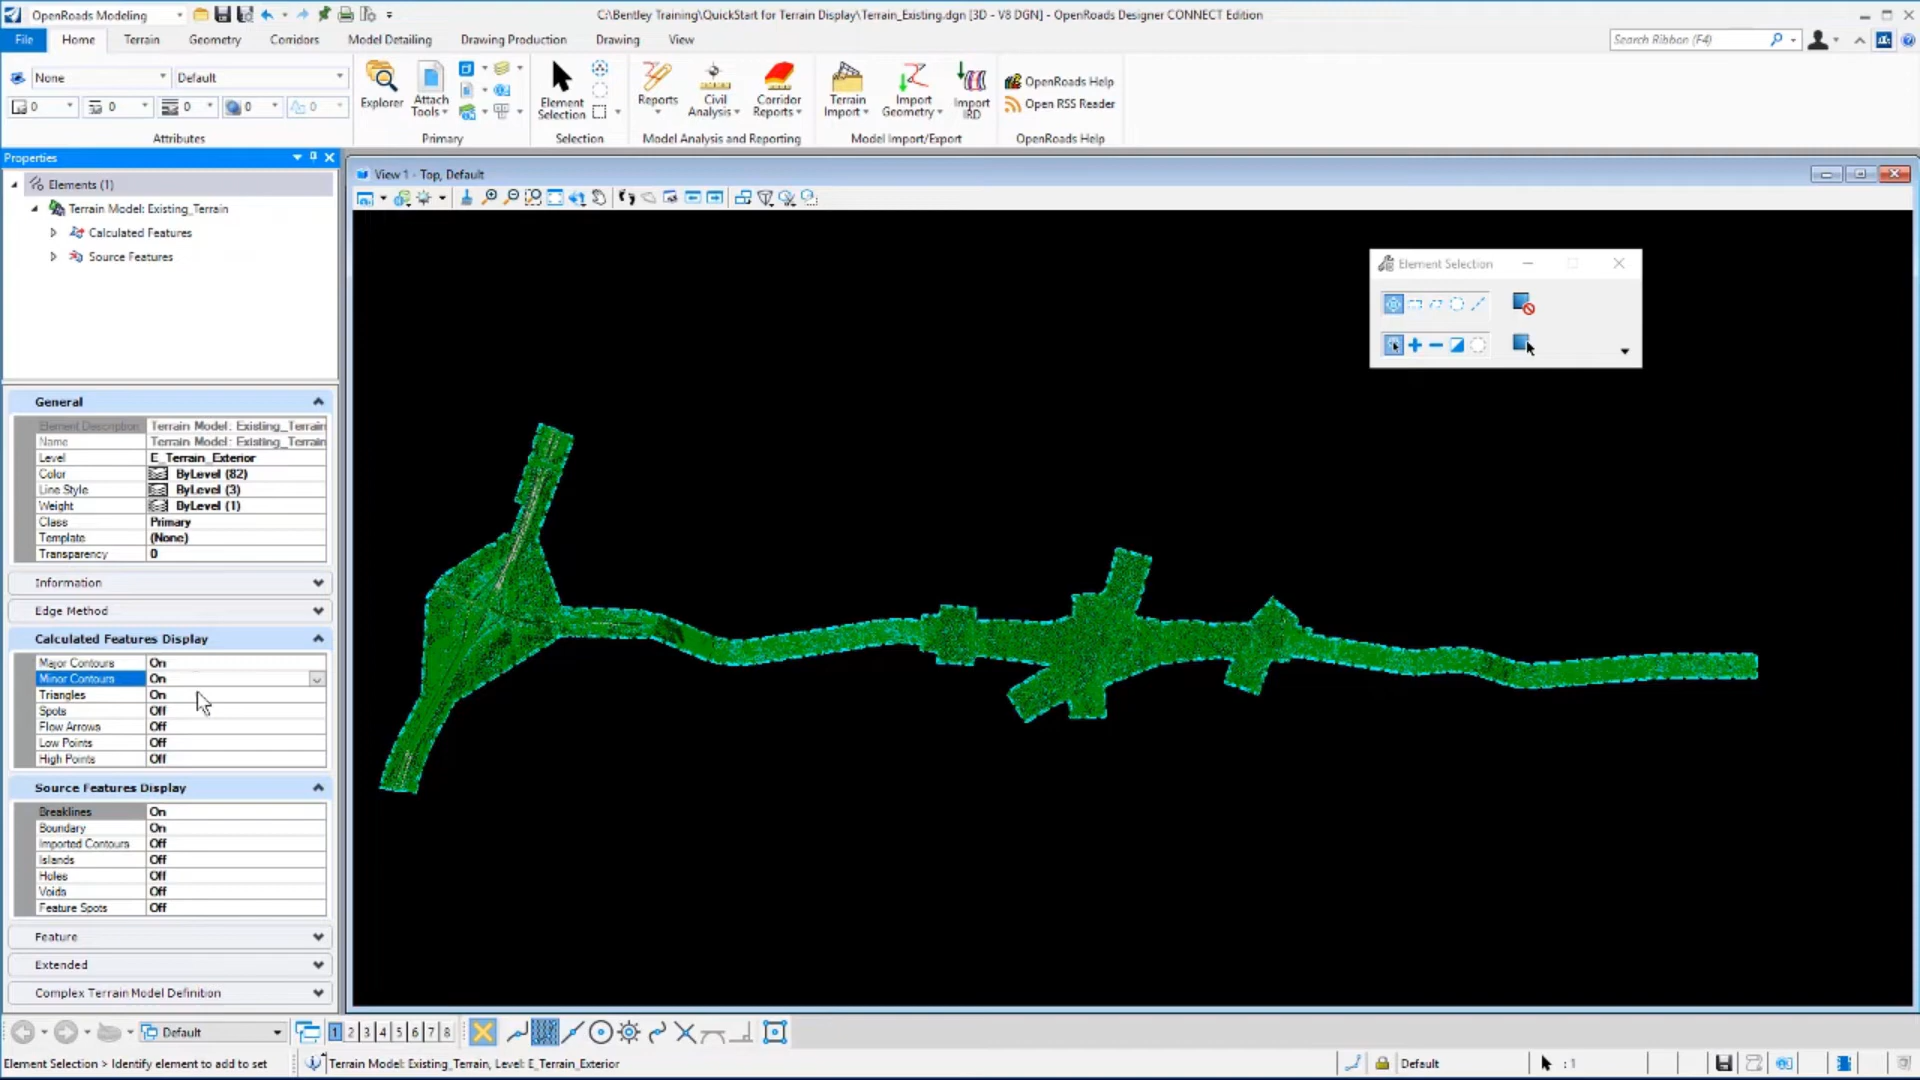 OpenRoads Modeling
C:\Bentley Training\QuickStart for Terrain Display\Terrain_Existing.dgn [3D - V8 DGN] - OpenRoads Designer CONNECT Edition
File Home Terrain Geometry Corridors Model Detailing Drawing Production Drawing View
Search Ribbon (F4)
None Default
0 0 0 0 0
Attributes
Explorer
Attach Tools
Primary
Element Selection
Selection
Reports
Civil Analysis
Corridor Reports
Model Analysis and Reporting
Terrain Import
Import Geometry
Import IRD
Model Import/Export
OpenRoads Help
Open RSS Reader
OpenRoads Help
Properties
Elements (1)
Terrain Model: Existing_Terrain
Calculated Features
Source Features
General
Element Description Terrain Model: Existing_Terrain
Name Terrain Model: Existing_Terrain
Level E_Terrain_Exterior
Color ByLevel (82)
Line Style ByLevel (3)
Weight ByLevel (1)
Class Primary
Template (None)
Transparency 0
Information
Edge Method
Calculated Features Display
Major Contours On
Minor Contours On
Triangles On
Spots Off
Flow Arrows Off
Low Points Off
High Points Off
Source Features Display
Breaklines On
Boundary On
Imported Contours Off
Islands Off
Holes Off
Voids Off
Feature Spots Off
Feature
Extended
Complex Terrain Model Definition
View 1 - Top, Default
Element Selection
Default
1 2 3 4 5 6 7 8
Element Selection > Identify element to add to set
Terrain Model: Existing_Terrain, Level: E_Terrain_Exterior
Default
: 1